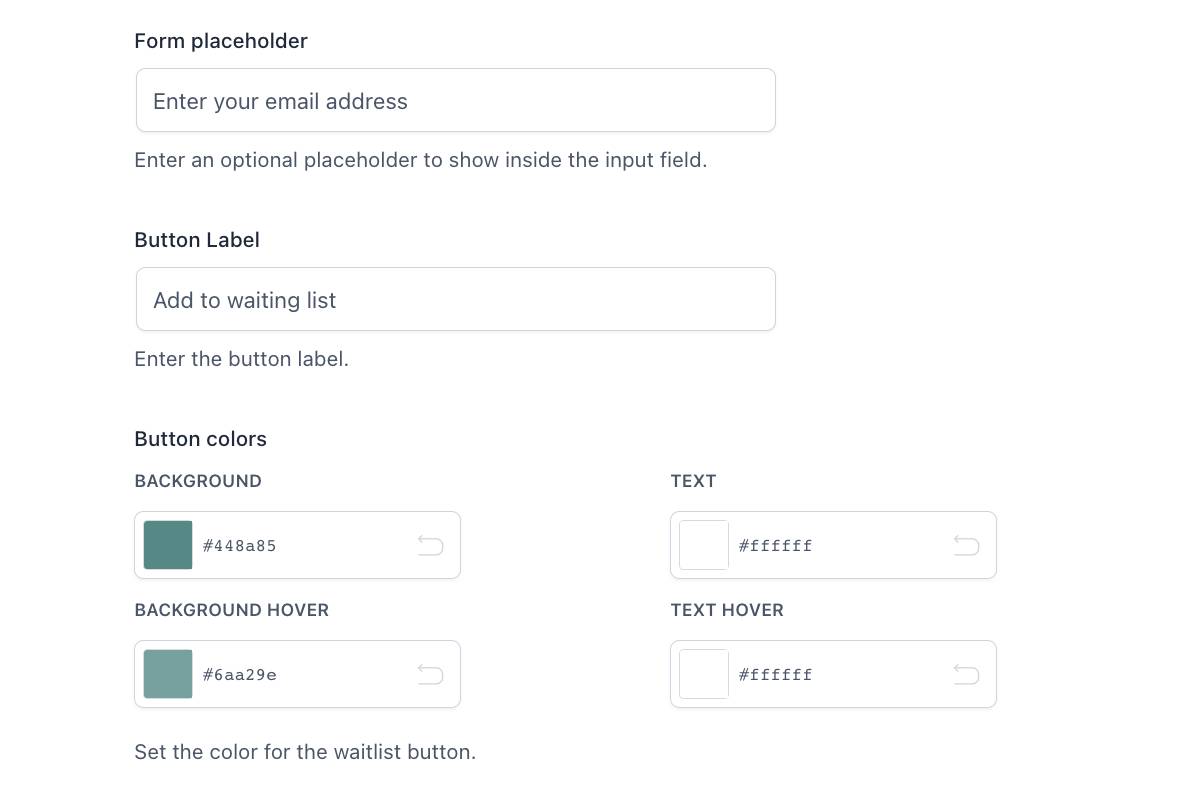 Form placeholder
Enter your email address
Enter an optional placeholder to show inside the input field.
Button Label
Add to waiting list
Enter the button label.
Button colors
BACKGROUND
TEXT
#448a85
#ffffff
BACKGROUND HOVER
TEXT HOVER
#6aa29e
#ffffff
Set the color for the waitlist button.